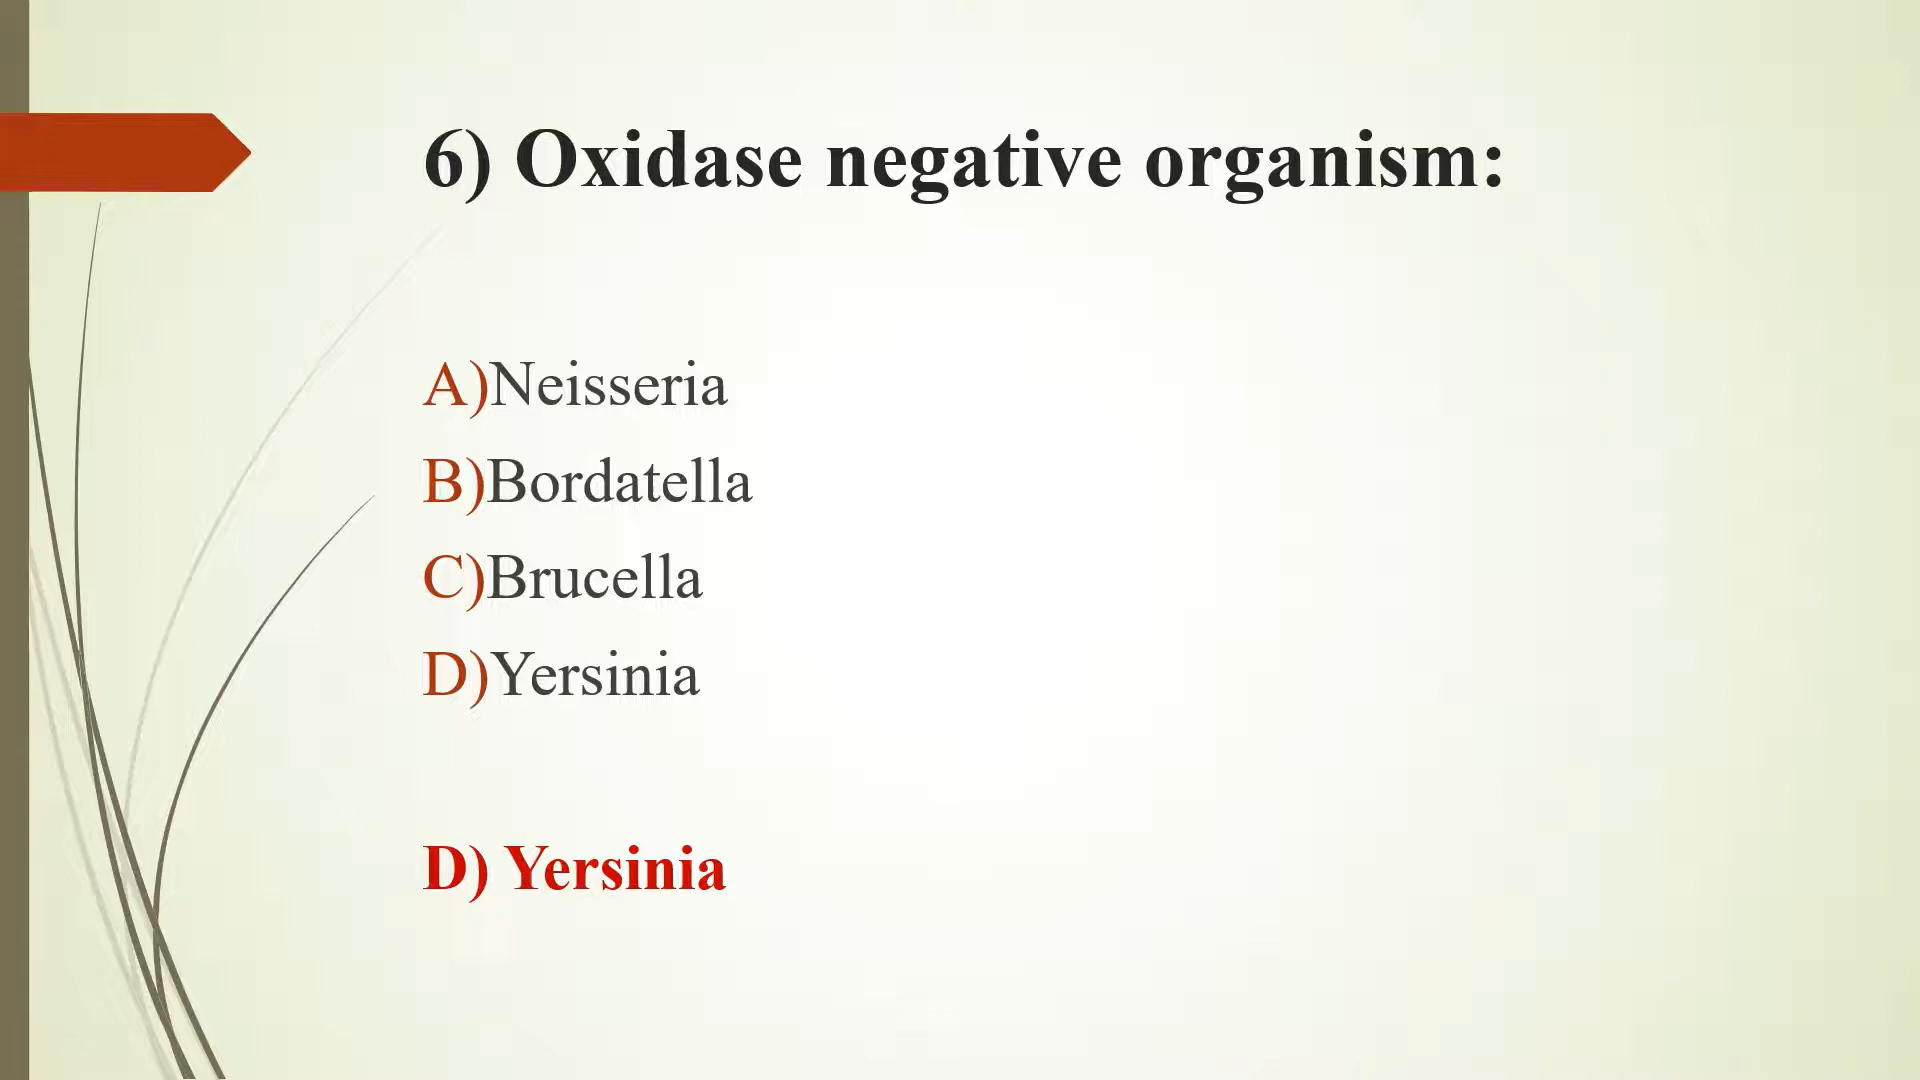 6) Oxidase negative organism:
A)Neisseria
B)Bordatella
C)Brucella
D)Yersinia
D) Yersinia